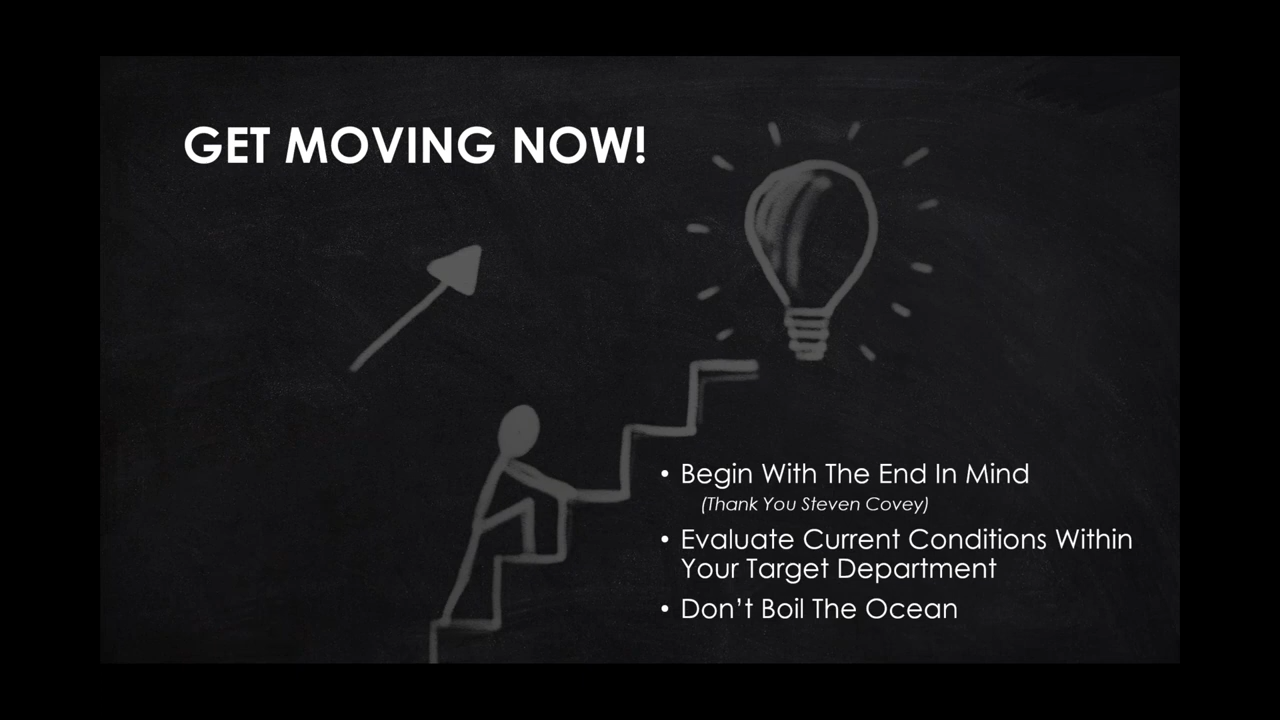 GET MOVING NOW!
• Begin With The End In Mind
(Thank You Steven Covey)
• Evaluate Current Conditions Within
Your Target Department
• Don’t Boil The Ocean